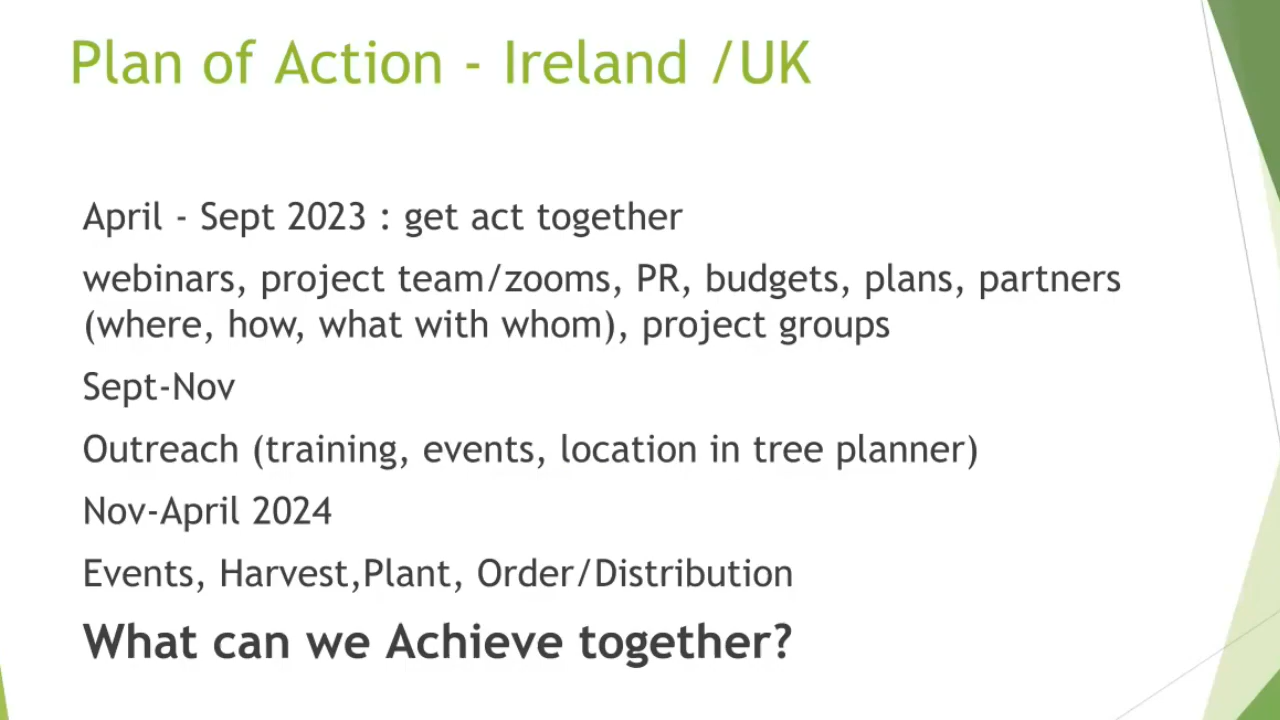 Plan of Action - Ireland /UK
April - Sept 2023 : get act together
webinars, project team/zooms, PR, budgets, plans, partners
(where, how, what with whom), project groups
Sept-Nov
Outreach (training, events, location in tree planner)
Nov-April 2024
Events, Harvest,Plant, Order/Distribution
What can we Achieve together?